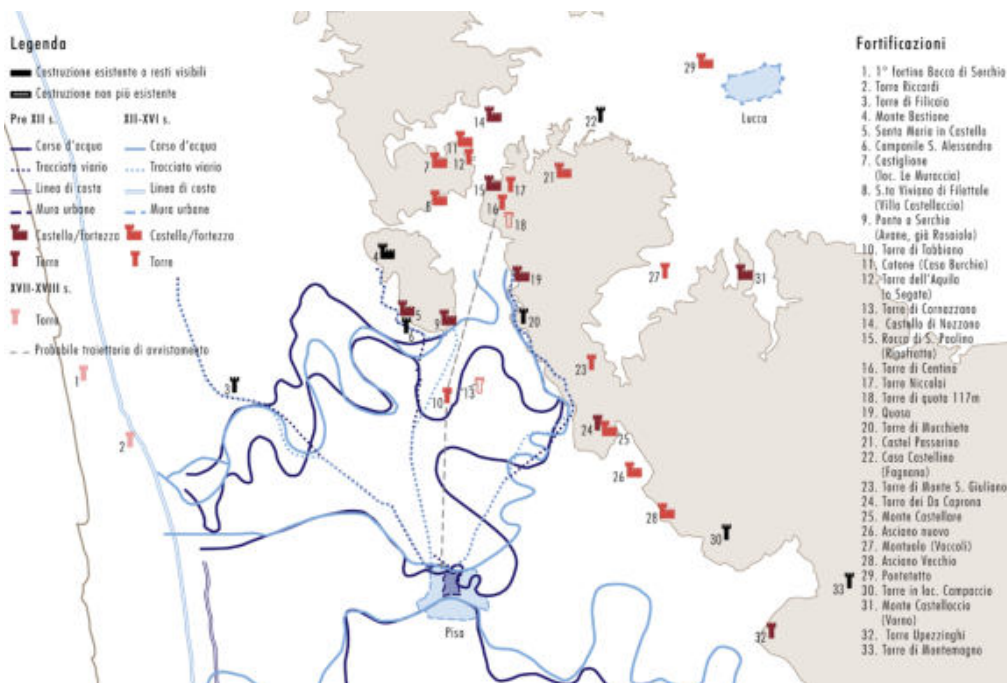 Legenda
Costruzione esistente o resti visibili
Costruzione non più esistente
Pre XII s.
XII-XVI s.
Corso d'acqua
Corso d'acqua
Tracciato viario
Tracciato viario
Linea di costa
Linea di costa
Mura urbane
Mura urbane
Castello/fortezza
Castello/fortezza
Torre
Torre
XVII-XVIII s.
Torre
Probabile traiettoria di avvistamento
Lucca
Pisa
1
2
3
4
5
6
7
8
9
10
11
12
13
14
15
16
17
18
19
20
21
22
23
24
25
26
27
28
29
30
31
32
33
Fortificazioni
1. 1° fortino Bocca di Serchio
2. Torre Riccardi
3. Torre di Filicaia
4. Monte Bastione
5. Santa Maria in Castello
6. Campanile S. Alessandro
7. Castiglione
(loc. Le Muraccia)
8. S.ta Viviana di Filettole
(Villa Castellaccio)
9. Ponte a Serchio
(Avane, già Rosaiolo)
10. Torre di Tabbiano
11. Cotone (Casa Burchio)
12. Torre dell'Aquila
(o Segata)
13. Torre di Cornazzano
14. Castello di Nozzano
15. Rocca di S. Paolino
(Ripafratta)
16. Torre di Centino
17. Torre Niccolai
18. Torre di quota 117m
19. Quosa
20. Torre di Murchieta
21. Castel Passerino
22. Casa Castellina
(Fagnano)
23. Torre di Monte S. Giuliano
24. Torre dei Da Caprona
25. Monte Castellare
26. Asciano nuovo
27. Montuolo (Vaccoli)
28. Asciano Vecchio
29. Pontetetto
30. Torre in loc. Campaccio
31. Monte Castellaccio
(Vorno)
32. Torre Upezzinghi
33. Torre di Montemagno